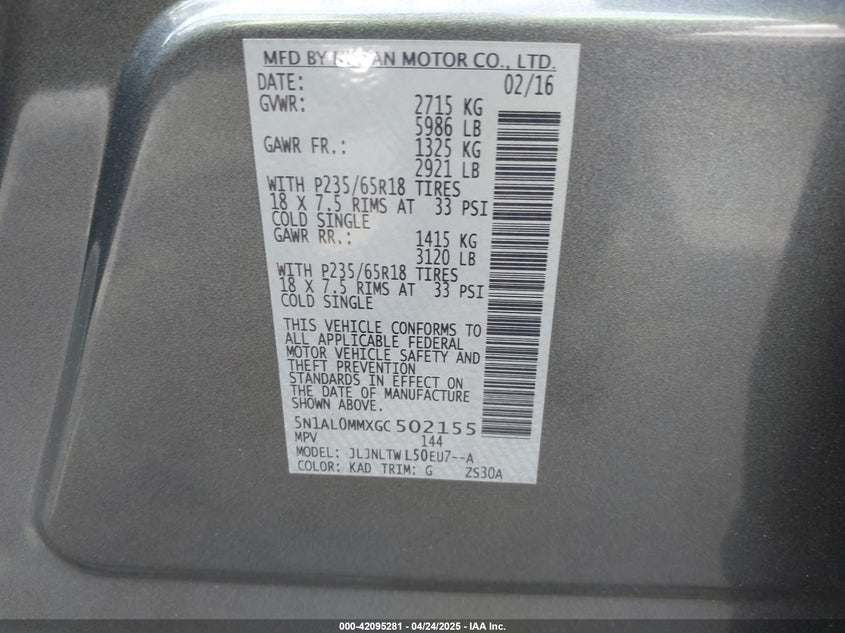 MFD BY MOTOR CO., LTD.
DATE: 02/16
GVWR: 2715 KG
5986 LB
GAWR FR.: 1325 KG
2921 LB
WITH P235/65R18 TIRES
18 X 7.5 RIMS AT 33 PSI
COLD SINGLE
GAWR RR.: 1415 KG
3120 LB
WITH P235/65R18 TIRES
18 X 7.5 RIMS AT 33 PSI
COLD SINGLE
THIS VEHICLE CONFORMS TO
ALL APPLICABLE FEDERAL
MOTOR VEHICLE SAFETY AND
THEFT PREVENTION
STANDARDS IN EFFECT ON
THE DATE OF MANUFACTURE
SHOWN ABOVE.
5N1AL0MMXGC502155
MPV 144
MODEL: JLJNLTWL50EU7--A
COLOR: KAD TRIM: G ZS30A
000-42095281 - 04/24/2025 - IAA Inc.